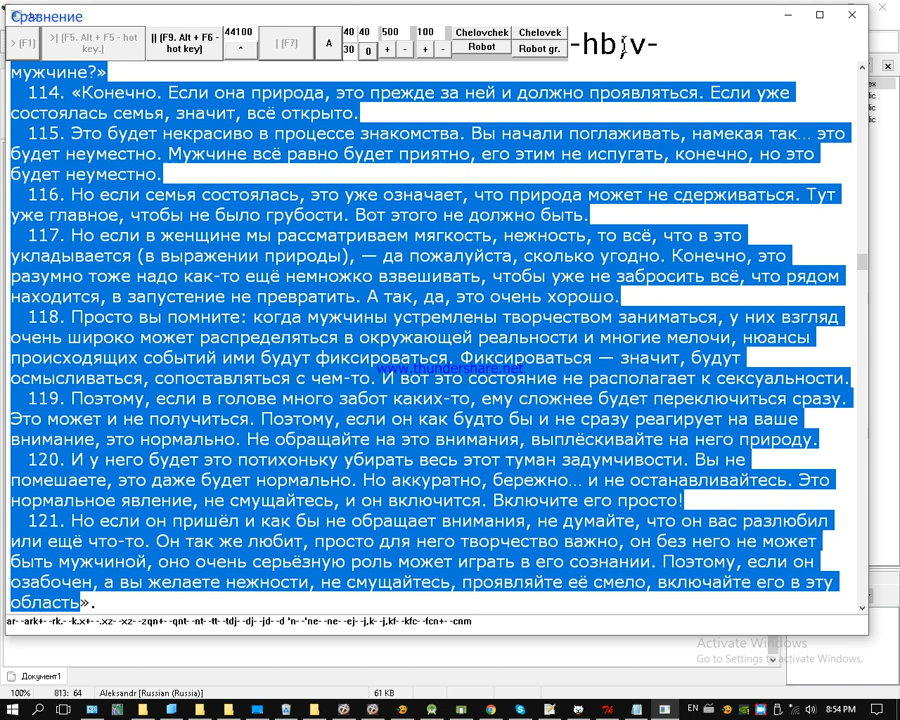 Сравнение
> [F1]
>| (F5. Alt + F5 - hot key.)
|| (F9. Alt + F6 - hot key)
44100
^
| [F7]
A
40 40 500 100
30 0 + - + -
Chelovchek Chelovek
Robot Robot gr.
мужчине?»
114. «Конечно. Если она природа, это прежде за ней и должно проявляться. Если уже
состоялась семья, значит, всё открыто.
115. Это будет некрасиво в процессе знакомства. Вы начали поглаживать, намекая так... это
будет неуместно. Мужчине всё равно будет приятно, его этим не испугать, конечно, но это
будет неуместно.
116. Но если семья состоялась, это уже означает, что природа может не сдерживаться. Тут
уже главное, чтобы не было грубости. Вот этого не должно быть.
117. Но если в женщине мы рассматриваем мягкость, нежность, то всё, что в это
укладывается (в выражении природы), — да пожалуйста, сколько угодно. Конечно, это
разумно тоже надо как-то ещё немножко взвешивать, чтобы уже не забросить всё, что рядом
находится, в запустение не превратить. А так, да, это очень хорошо.
118. Просто вы помните: когда мужчины устремлены творчеством заниматься, у них взгляд
очень широко может распределяться в окружающей реальности и многие мелочи, нюансы
происходящих событий ими будут фиксироваться. Фиксироваться — значит, будут
www.thundershare.net
осмысливаться, сопоставляться с чем-то. И вот это состояние не располагает к сексуальности.
119. Поэтому, если в голове много забот каких-то, ему сложнее будет переключиться сразу.
Это может и не получиться. Поэтому, если он как будто бы и не сразу реагирует на ваше
внимание, это нормально. Не обращайте на это внимания, выплёскивайте на него природу.
120. И у него будет это потихоньку убирать весь этот туман задумчивости. Вы не
помешаете, это даже будет нормально. Но аккуратно, бережно... и не останавливайтесь. Это
нормальное явление, не смущайтесь, и он включится. Включите его просто!
121. Но если он пришёл и как бы не обращает внимания, не думайте, что он вас разлюбил
или ещё что-то. Он так же любит, просто для него творчество важно, он без него не может
быть мужчиной, оно очень серьёзную роль может играть в его сознании. Поэтому, если он
озабочен, а вы желаете нежности, не смущайтесь, проявляйте её смело, включайте его в эту
область».
ar- -ark+- -rk.- -k.x+- -.xz- -xz- -zqn+- -qnt- -nt- -tt- -tdj- -dj- -jd- -d 'n- -'ne- -ne- -ej- -j,k- -j,kf- -kfc- -fcn+- -cnm
Activate Windows
Go to Settings to activate Windows.
Документ1
100% 813: 64 Aleksandr [Russian (Russia)] 61 KB
EN 8:54 PM